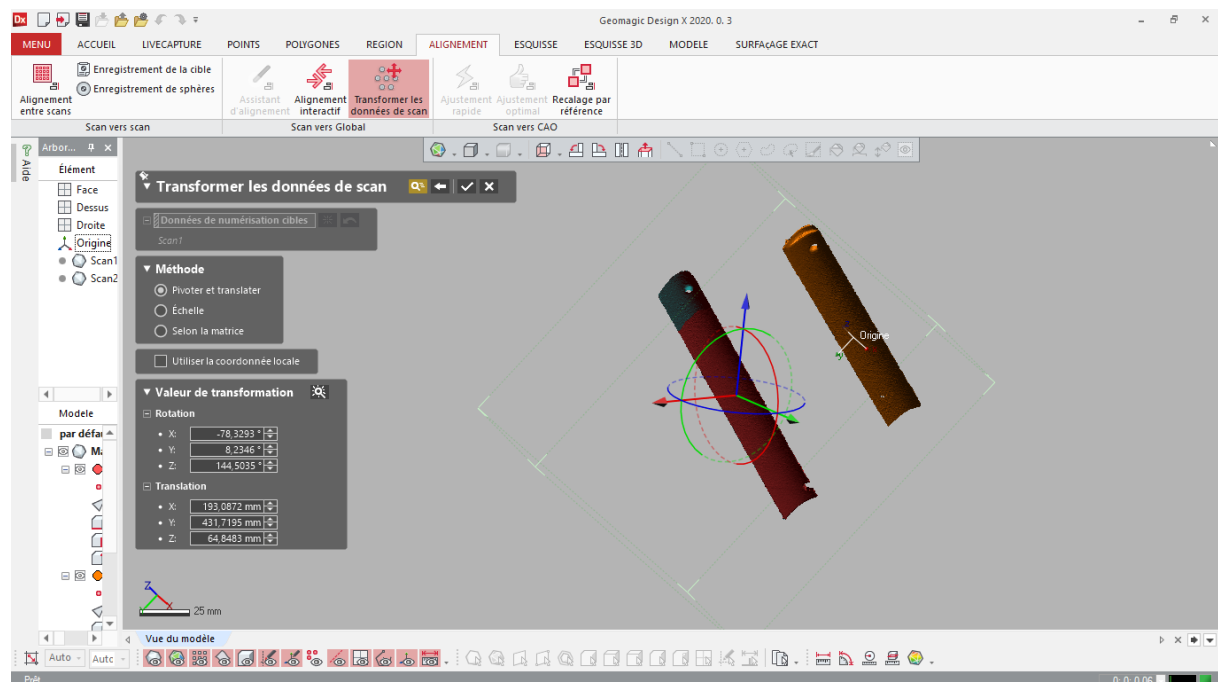 Dx Geomagic Design X 2020. 0. 3
MENU ACCUEIL LIVECAPTURE POINTS POLYGONES REGION ALIGNEMENT ESQUISSE ESQUISSE 3D MODELE SURFAçAGE EXACT
Alignement entre scans
Enregistrement de la cible
Enregistrement de sphères
Assistant d'alignement
Alignement interactif
Transformer les données de scan
Ajustement rapide
Ajustement optimal
Recalage par référence
Scan vers scan Scan vers Global Scan vers CAO
Aide
Arbor...
Élément
Face
Dessus
Droite
Origine
Scan1
Scan2
Transformer les données de scan
Données de numérisation cibles
Scan1
Méthode
Pivoter et translater
Échelle
Selon la matrice
Utiliser la coordonnée locale
Valeur de transformation
Rotation
X: -78,3293 °
Y: 8,2346 °
Z: 144,5035 °
Translation
X: 193,0872 mm
Y: 431,7195 mm
Z: 64,8483 mm
Origine
Modele
par défa
Z
X
25 mm
Vue du modèle
Auto Autc
Prêt 0: 0: 0.06